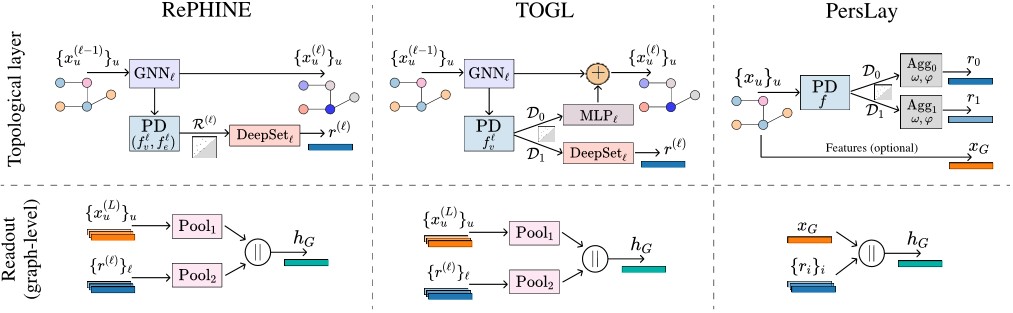 RePHINE
TOGL
PersLay
Topological layer
{x_u^{(ℓ-1)}}_u
GNN_ℓ
{x_u^{(ℓ)}}_u
PD
(f_v^ℓ, f_e^ℓ)
R^{(ℓ)}
DeepSet_ℓ
r^{(ℓ)}
{x_u^{(ℓ-1)}}_u
GNN_ℓ
+
{x_u^{(ℓ)}}_u
PD
f_v^ℓ
D_0
D_1
MLP_ℓ
DeepSet_ℓ
r^{(ℓ)}
{x_u}_u
PD
f
D_0
D_1
Agg_0
ω, φ
r_0
Agg_1
ω, φ
r_1
Features (optional)
x_G
Readout
(graph-level)
{x_u^{(L)}}_u
Pool_1
{r^{(ℓ)}}_ℓ
Pool_2
||
h_G
{x_u^{(L)}}_u
Pool_1
{r^{(ℓ)}}_ℓ
Pool_2
||
h_G
x_G
{r_i}_i
||
h_G